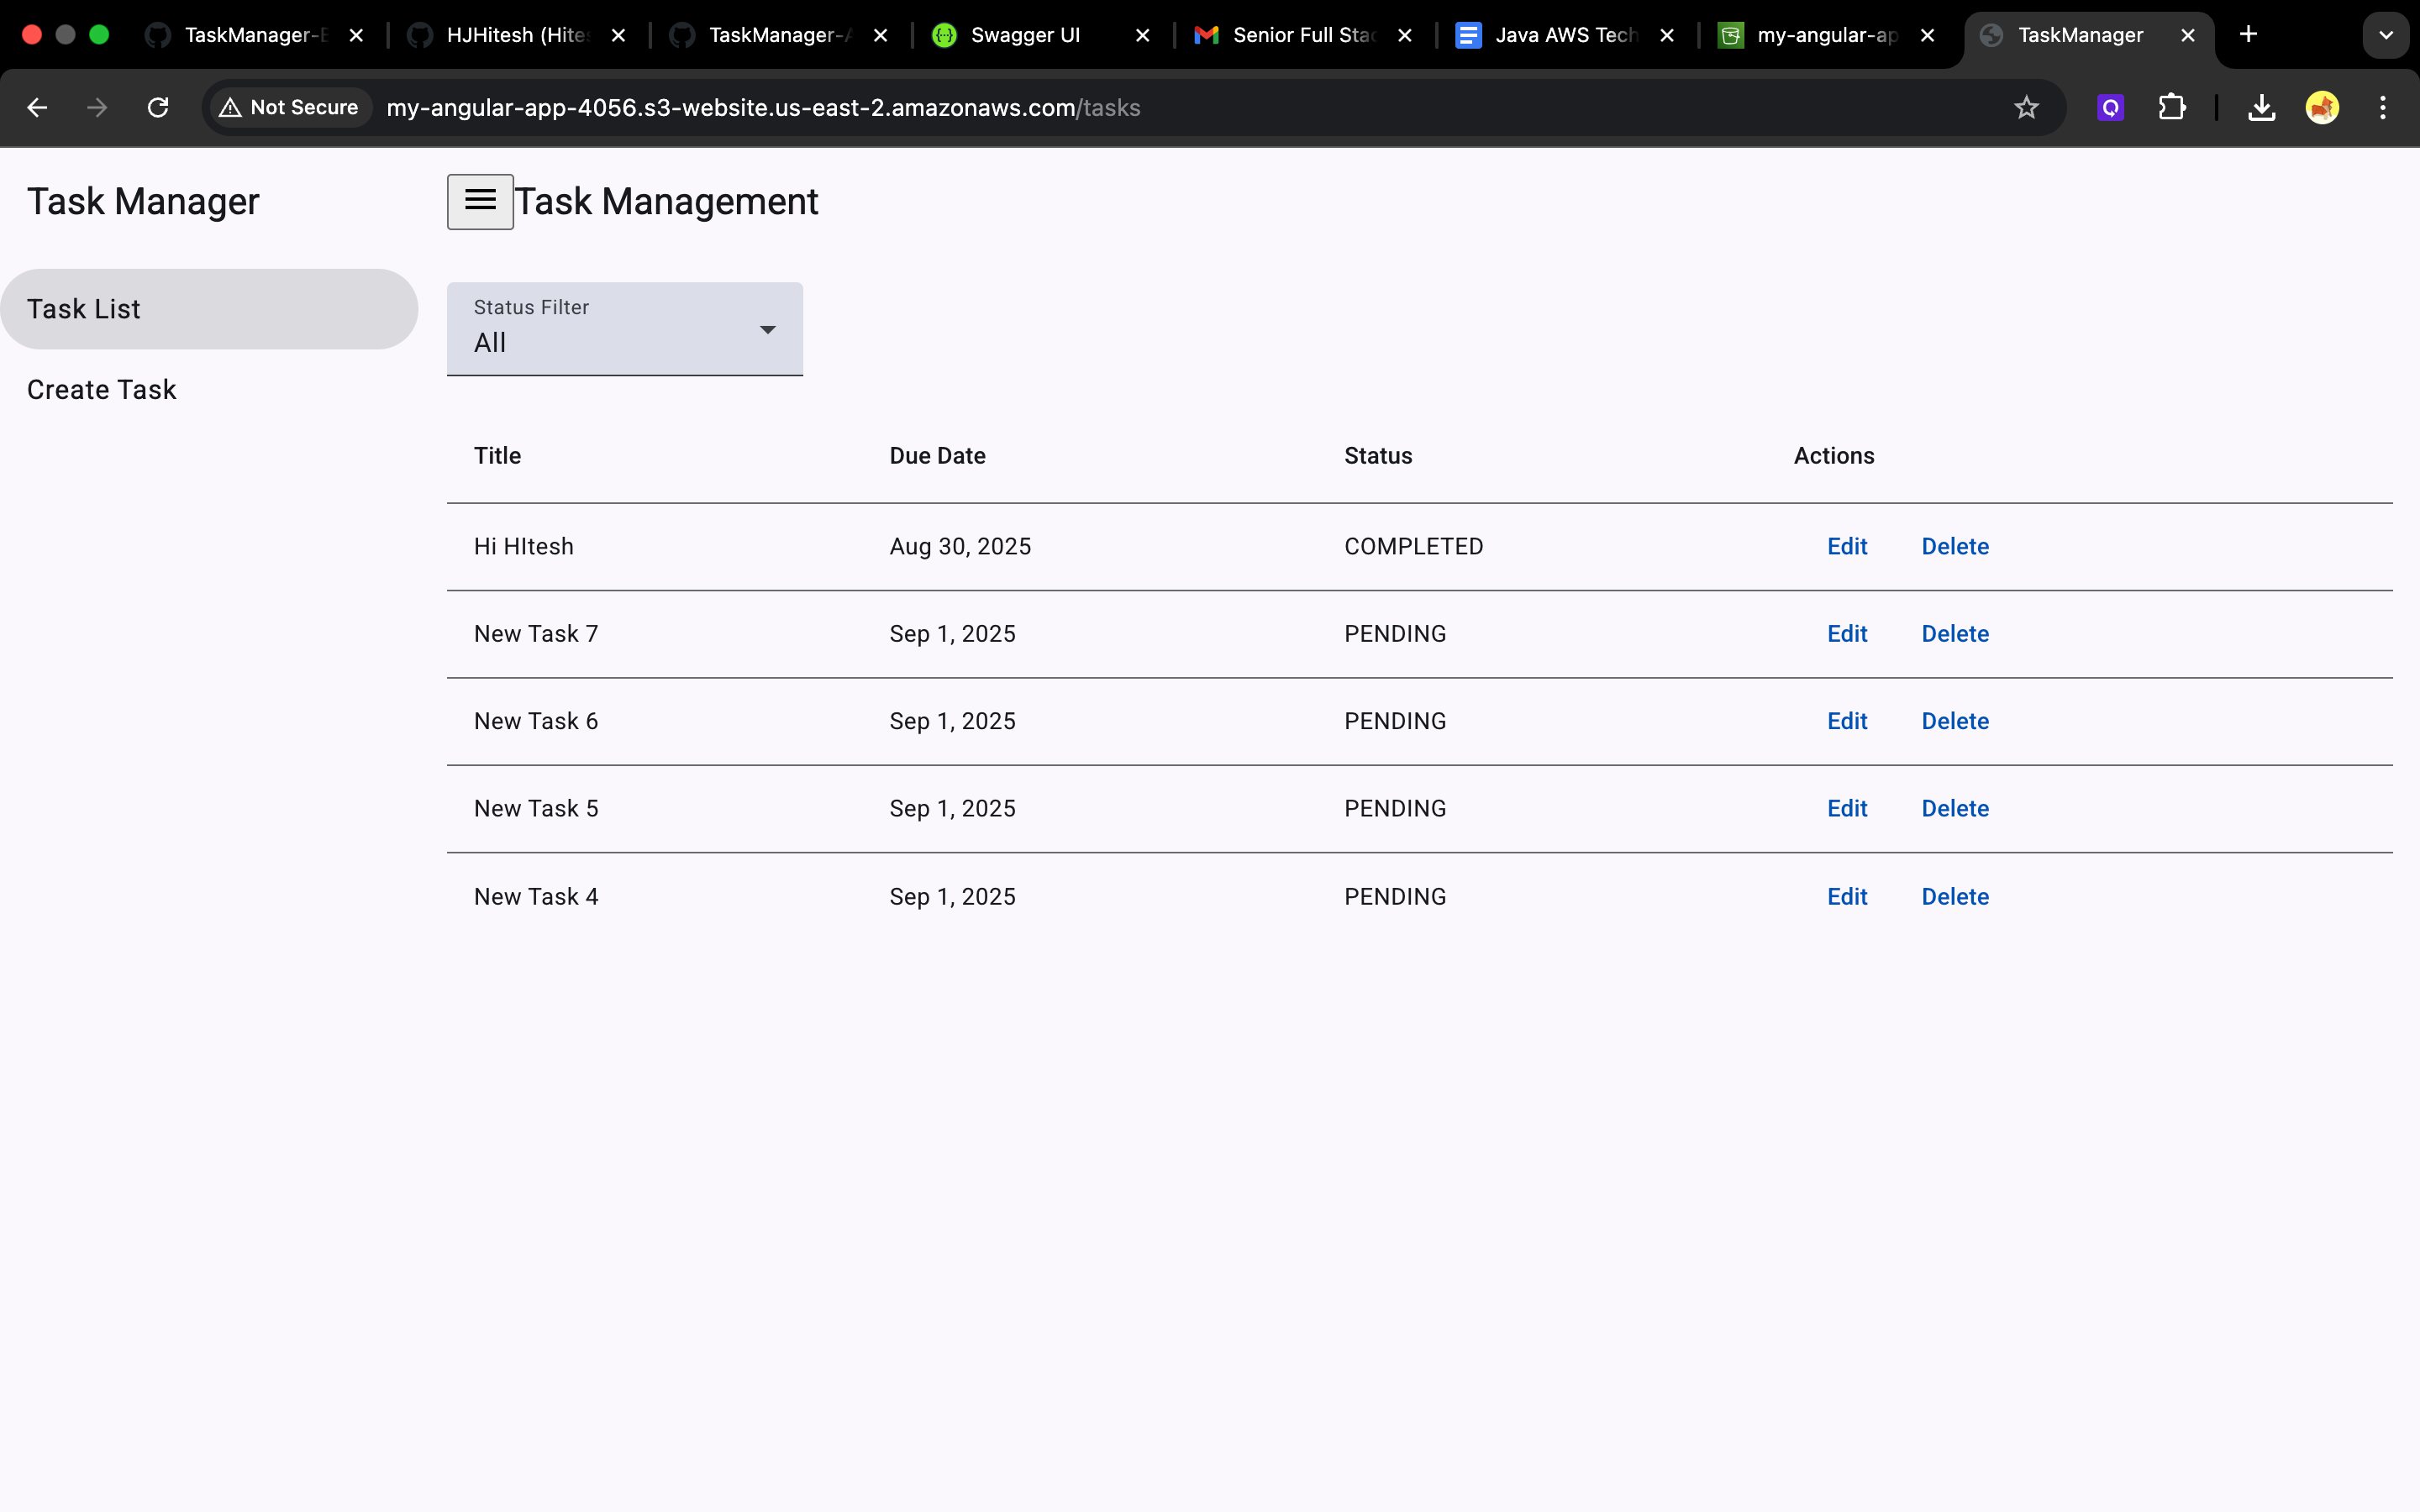 TaskManager-
HJHitesh (Hites
TaskManager-A
Swagger UI
Senior Full Stac
Java AWS Tech
my-angular-ap
TaskManager
Not Secure
my-angular-app-4056.s3-website.us-east-2.amazonaws.com/tasks
Task Manager
Task List
Create Task
Task Management
Status Filter
All
Title Due Date Status Actions
Hi HItesh Aug 30, 2025 COMPLETED Edit Delete
New Task 7 Sep 1, 2025 PENDING Edit Delete
New Task 6 Sep 1, 2025 PENDING Edit Delete
New Task 5 Sep 1, 2025 PENDING Edit Delete
New Task 4 Sep 1, 2025 PENDING Edit Delete